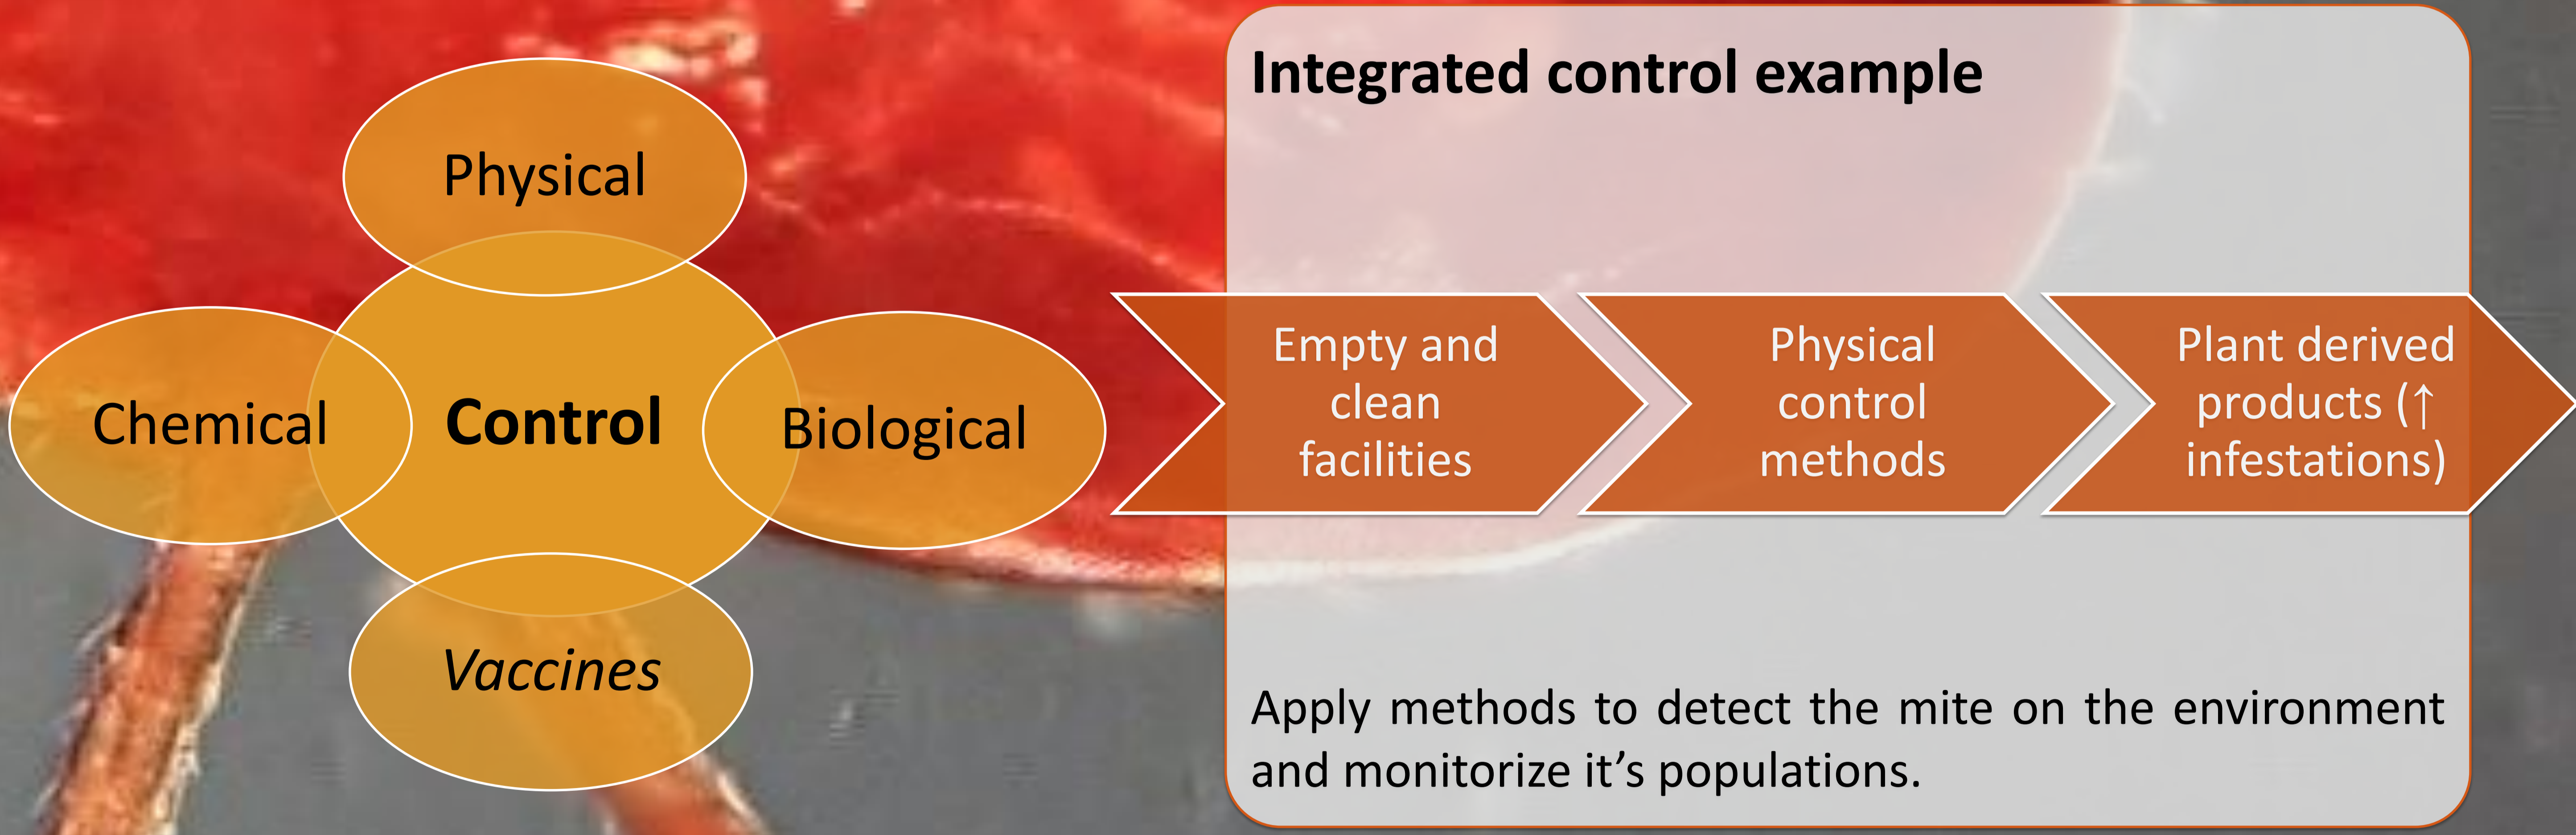 Physical
Chemical
Control
Biological
Vaccines
Integrated control example
Empty and
clean
facilities
Physical
control
methods
Plant derived
products (↑
infestations)
Apply methods to detect the mite on the environment
and monitorize it’s populations.